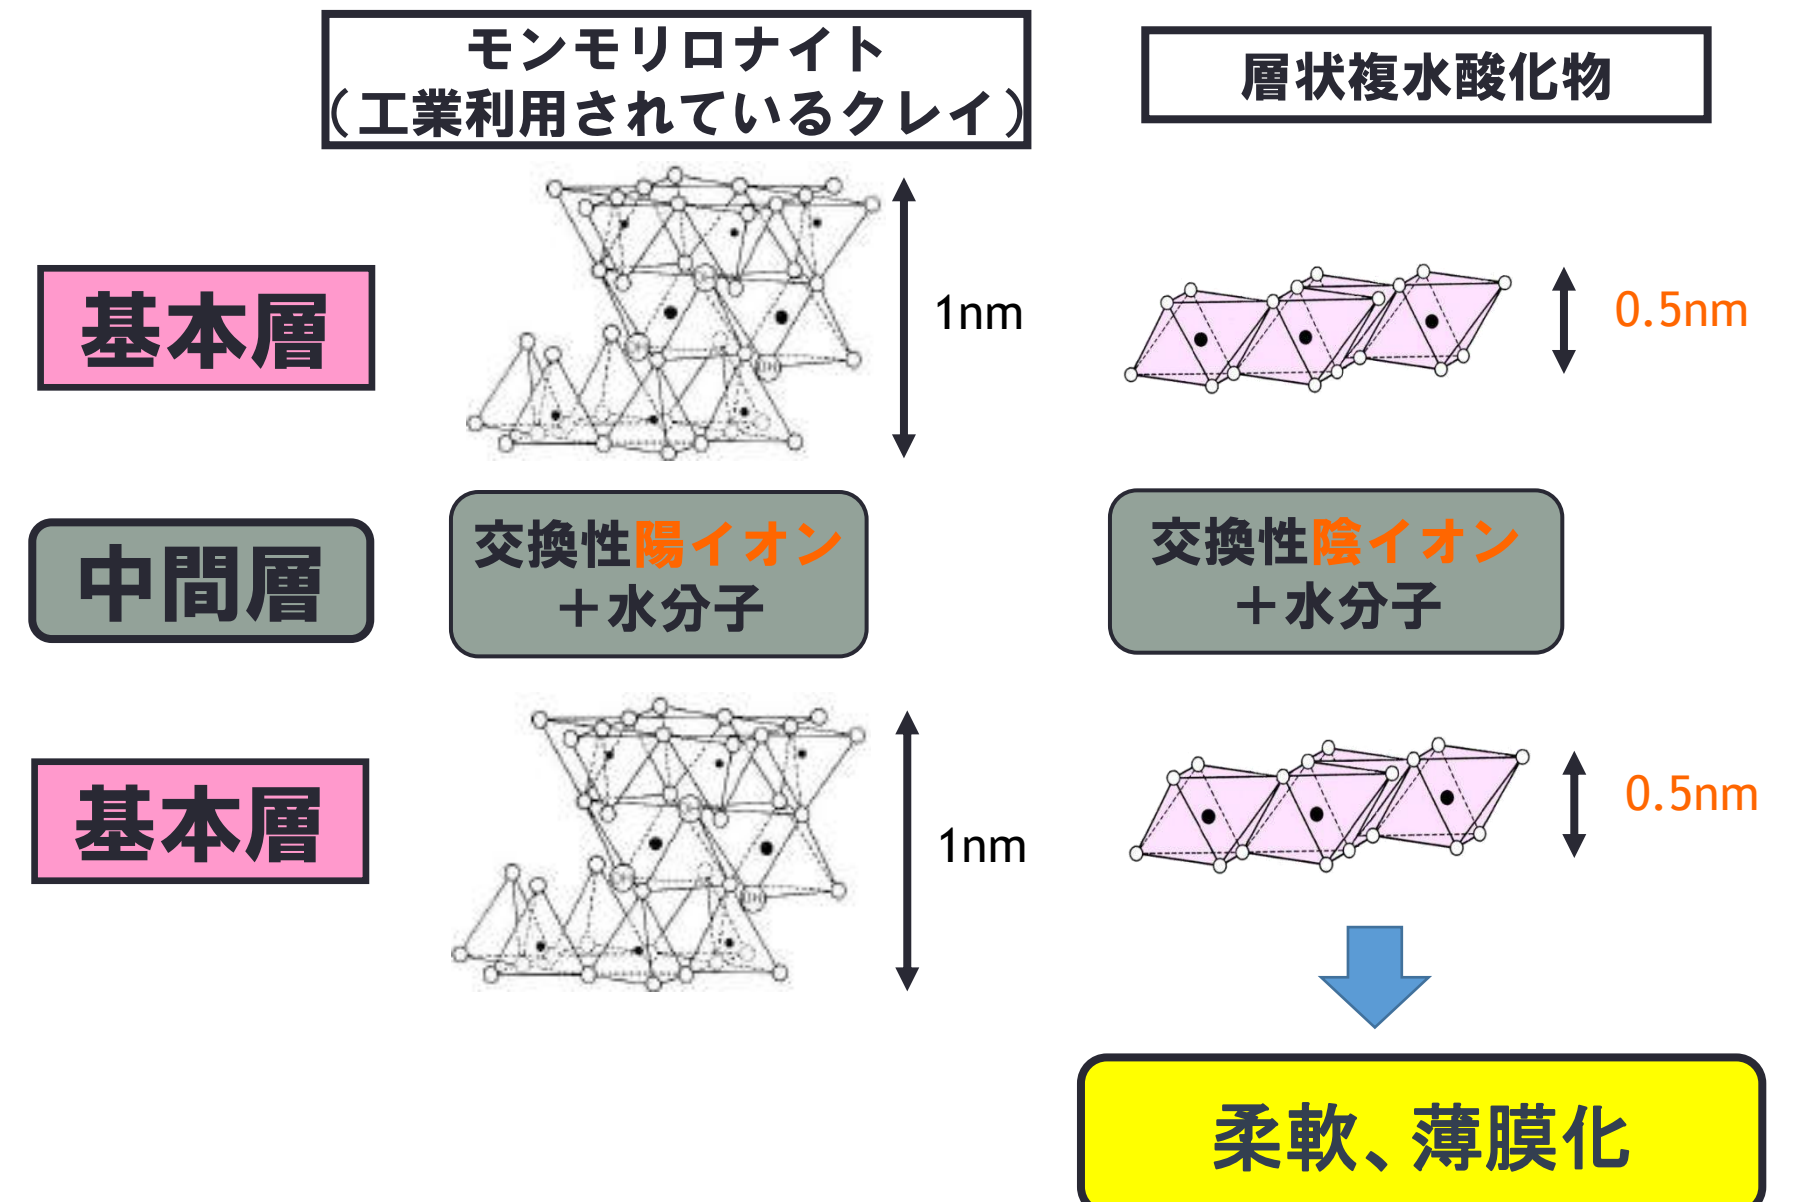 モンモリロナイト
（工業利用されているクレイ）
層状複水酸化物
基本層
1nm
0.5nm
中間層
交換性陽イオン
＋水分子
交換性陰イオン
＋水分子
基本層
1nm
0.5nm
柔軟、薄膜化